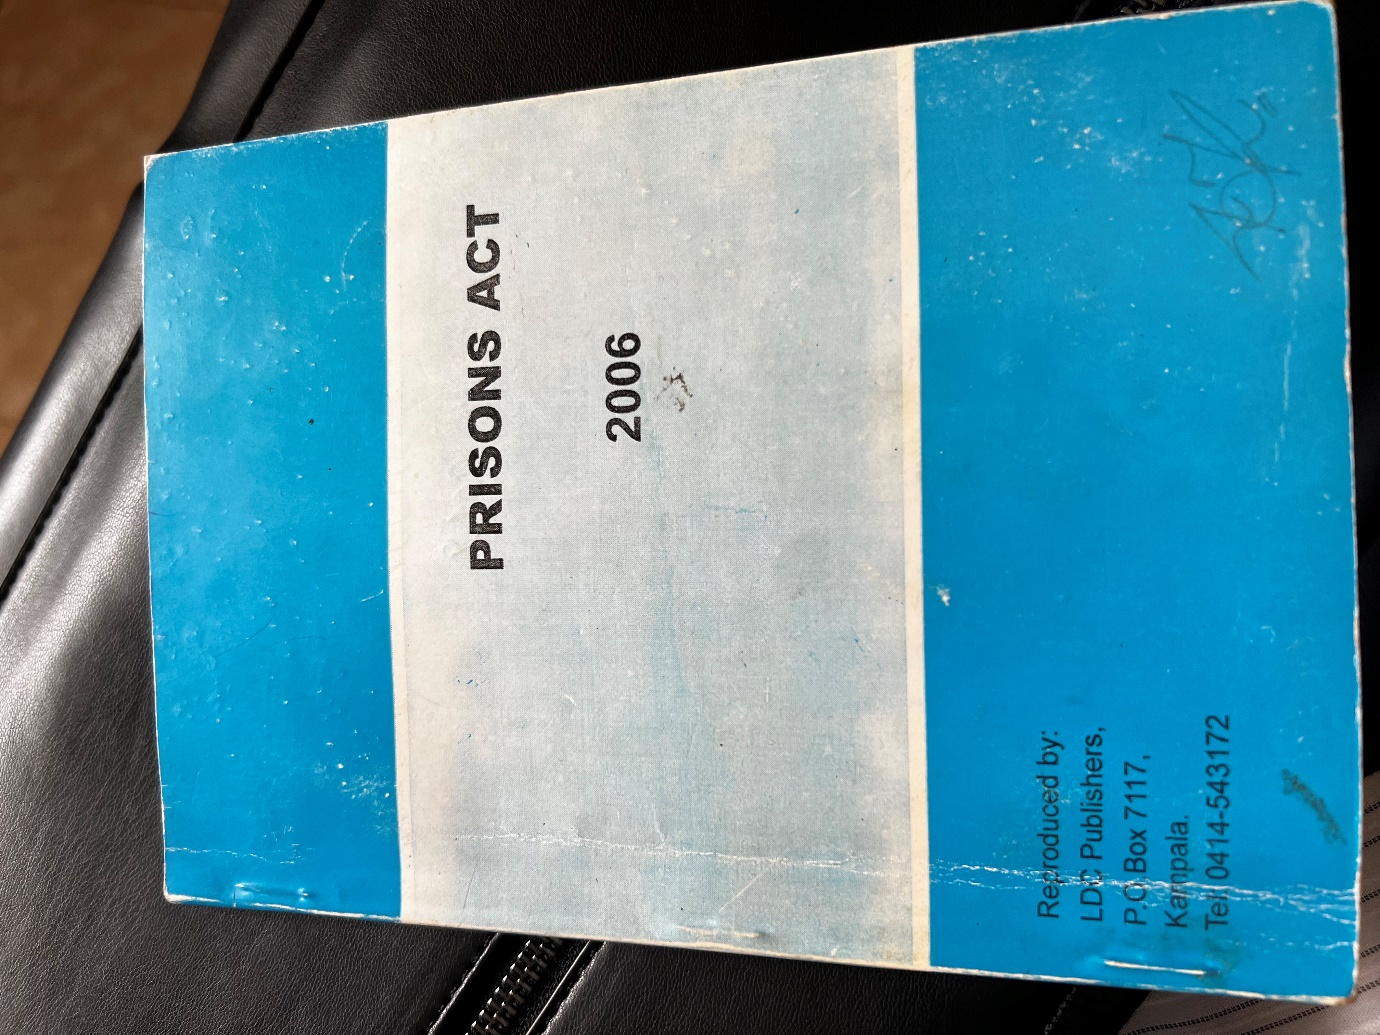 PRISONS ACT
2006
Reproduced by:
LDC Publishers,
P.O Box 7117,
Kampala.
Tel: 0414-543172